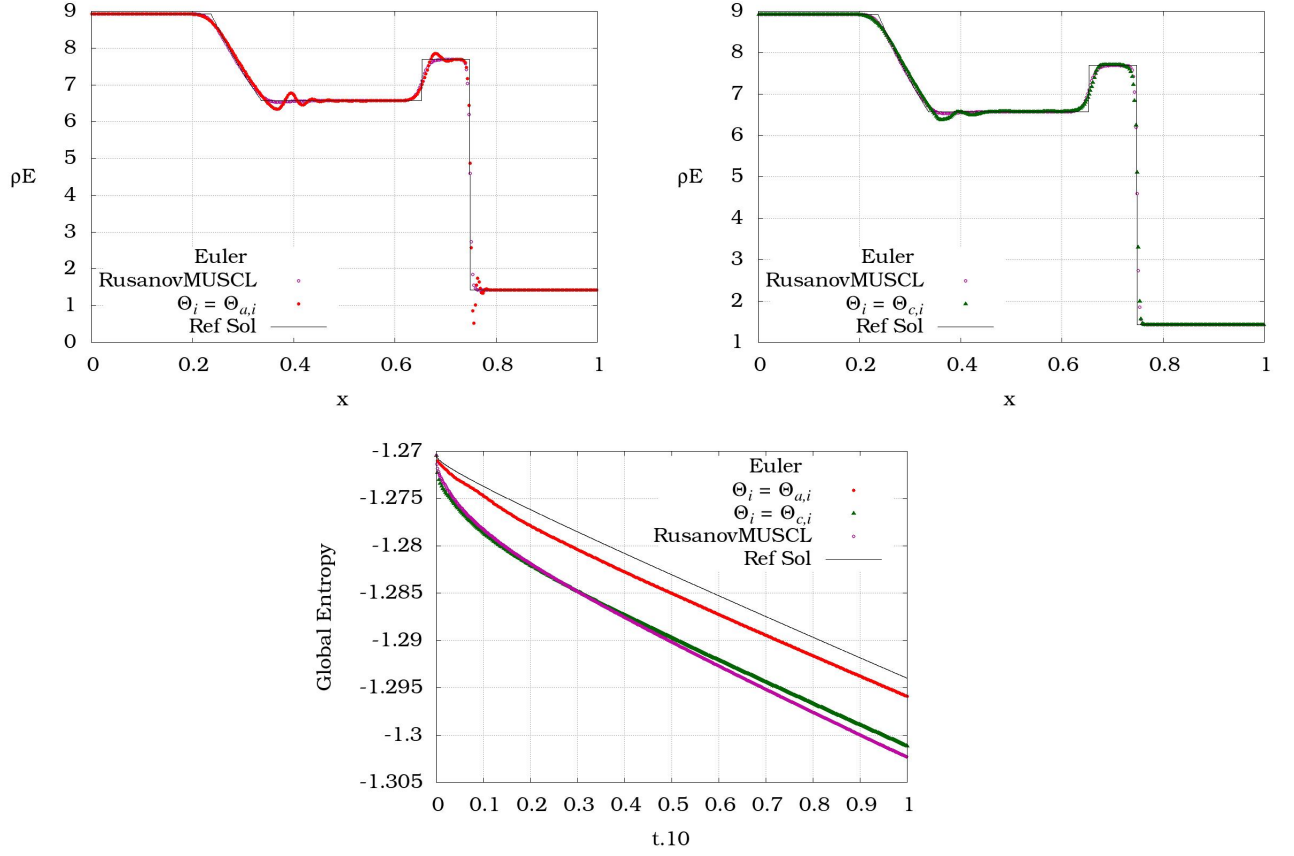 9
8
7
6
5
4
3
2
1
0
ρE
Euler
RusanovMUSCL
Θi = Θa,i
Ref Sol
0 0.2 0.4 0.6 0.8 1
x
9
8
7
6
5
4
3
2
1
ρE
Euler
RusanovMUSCL
Θi = Θc,i
Ref Sol
0 0.2 0.4 0.6 0.8 1
x
-1.27
-1.275
-1.28
-1.285
-1.29
-1.295
-1.3
-1.305
Global Entropy
Euler
Θi = Θa,i
Θi = Θc,i
RusanovMUSCL
Ref Sol
0 0.1 0.2 0.3 0.4 0.5 0.6 0.7 0.8 0.9 1
t.10